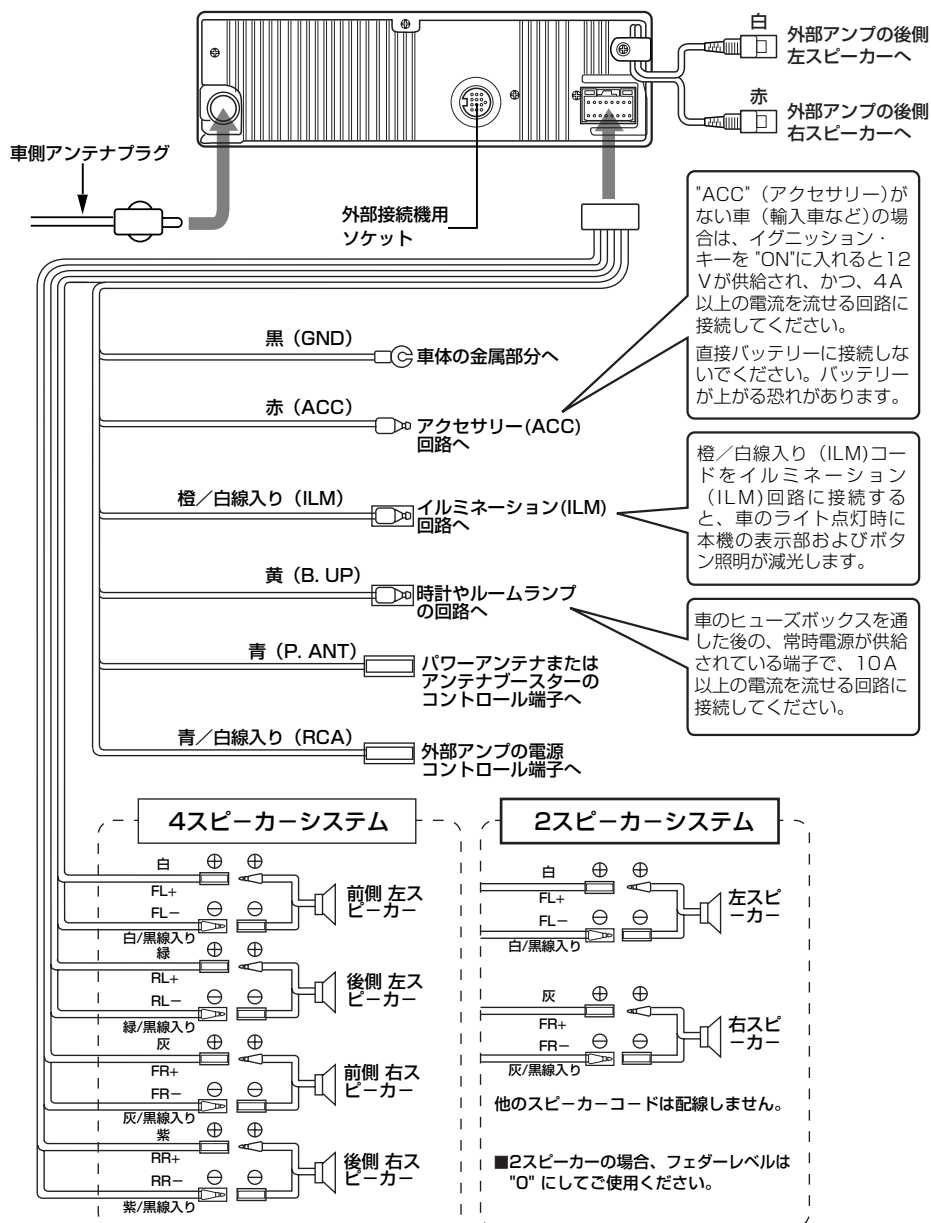 白
外部アンプの後側
左スピーカーへ
赤
外部アンプの後側
右スピーカーへ
車側アンテナプラグ
外部接続機用
ソケット
"ACC"（アクセサリー)が
ない車（輸入車など)の場
合は、イグニッション・
キーを "ON"に入れると12
Vが供給され、かつ、4A
以上の電流を流せる回路に
接続してください。
直接バッテリーに接続しな
いでください。バッテリー
が上がる恐れがあります。
黒（GND）
車体の金属部分へ
赤（ACC）
アクセサリー(ACC)
回路へ
橙／白線入り（ILM）
イルミネーション(ILM)
回路へ
橙／白線入り（ILM)コー
ドをイルミネーション
（ILM)回路に接続する
と、車のライト点灯時に
本機の表示部およびボタ
ン照明が減光します。
黄（B. UP）
時計やルームランプ
の回路へ
車のヒューズボックスを通
した後の、常時電源が供給
されている端子で、10A
以上の電流を流せる回路に
接続してください。
青（P. ANT）
パワーアンテナまたは
アンテナブースターの
コントロール端子へ
青／白線入り（RCA）
外部アンプの電源
コントロール端子へ
4スピーカーシステム
白 ⊕ ⊕
FL+
FL− ⊖ ⊖
白/黒線入り
前側 左ス
ピーカー
緑 ⊕ ⊕
RL+
RL− ⊖ ⊖
緑/黒線入り
後側 左ス
ピーカー
灰 ⊕ ⊕
FR+
FR− ⊖ ⊖
灰/黒線入り
前側 右ス
ピーカー
紫 ⊕ ⊕
RR+
RR− ⊖ ⊖
紫/黒線入り
後側 右ス
ピーカー
2スピーカーシステム
白 ⊕ ⊕
FL+
FL− ⊖ ⊖
白/黒線入り
左スピ
ーカー
灰 ⊕ ⊕
FR+
FR− ⊖ ⊖
灰/黒線入り
右スピ
ーカー
他のスピーカーコードは配線しません。
■2スピーカーの場合、フェダーレベルは
"0" にしてご使用ください。